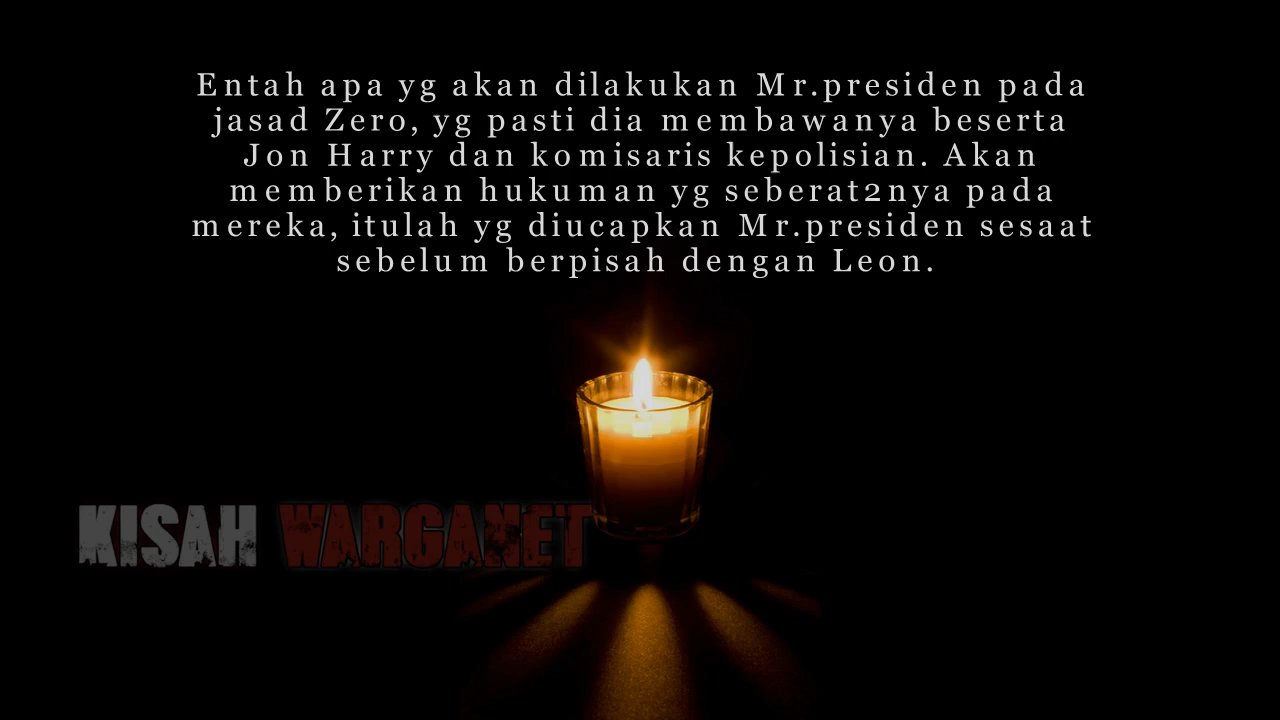 Entah apa yg akan dilakukan Mr.presiden pada
jasad Zero, yg pasti dia membawanya beserta
Jon Harry dan komisaris kepolisian. Akan
memberikan hukuman yg seberat2nya pada
mereka, itulah yg diucapkan Mr.presiden sesaat
sebelum berpisah dengan Leon.
KISAH WARGANET